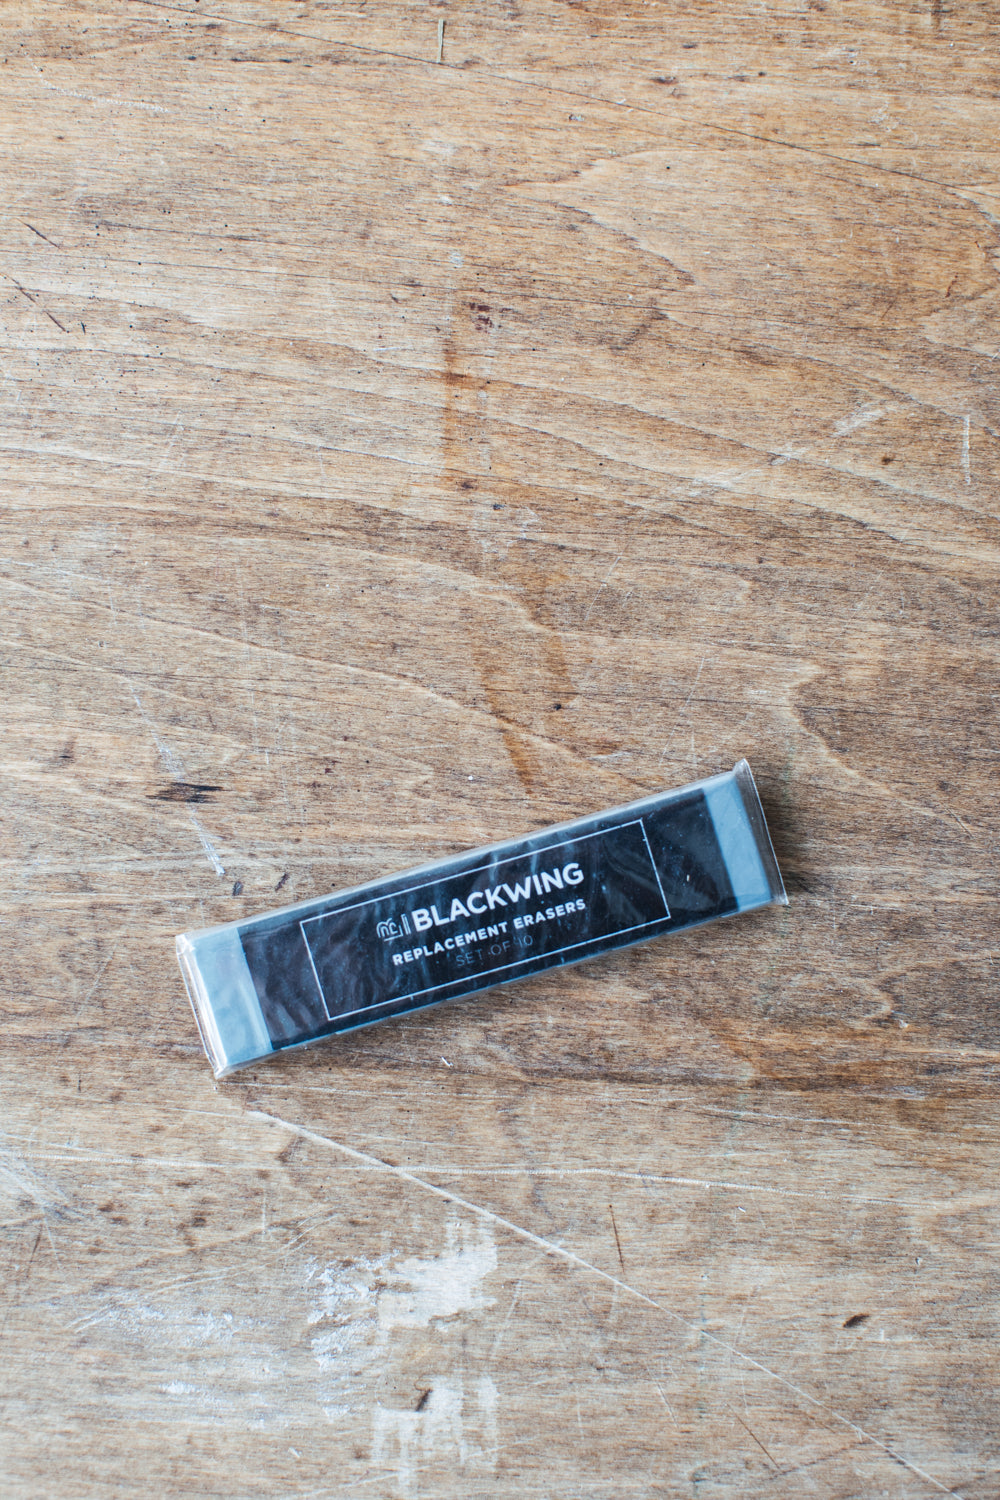 BLACKWING
REPLACEMENT ERASERS
SET OF 10